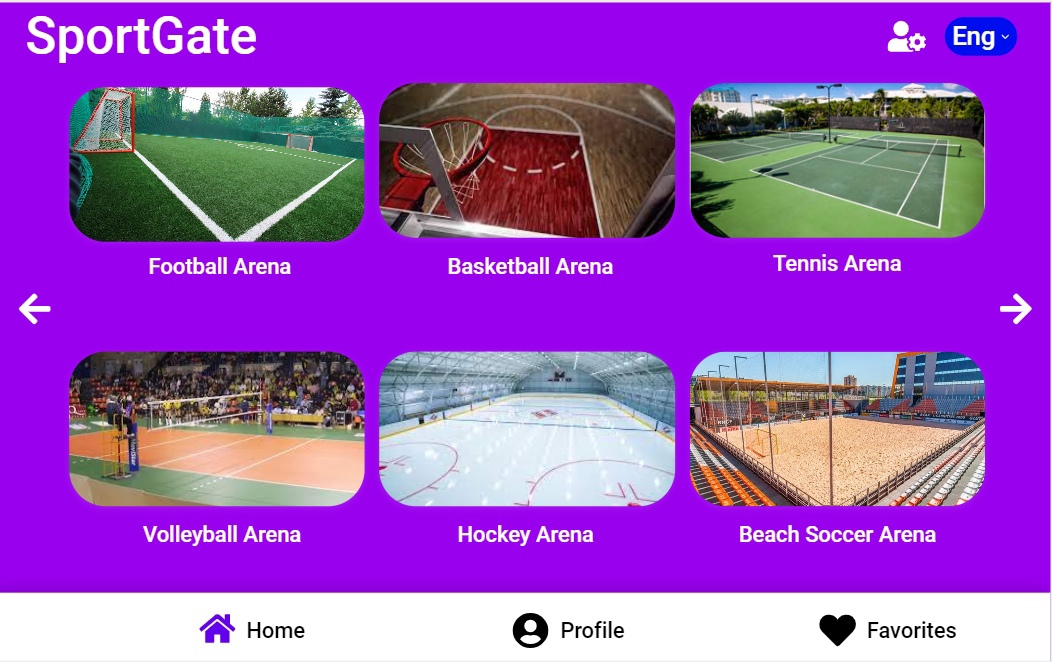 SportGate
Eng
Football Arena
Basketball Arena
Tennis Arena
Volleyball Arena
Hockey Arena
Beach Soccer Arena
Home
Profile
Favorites